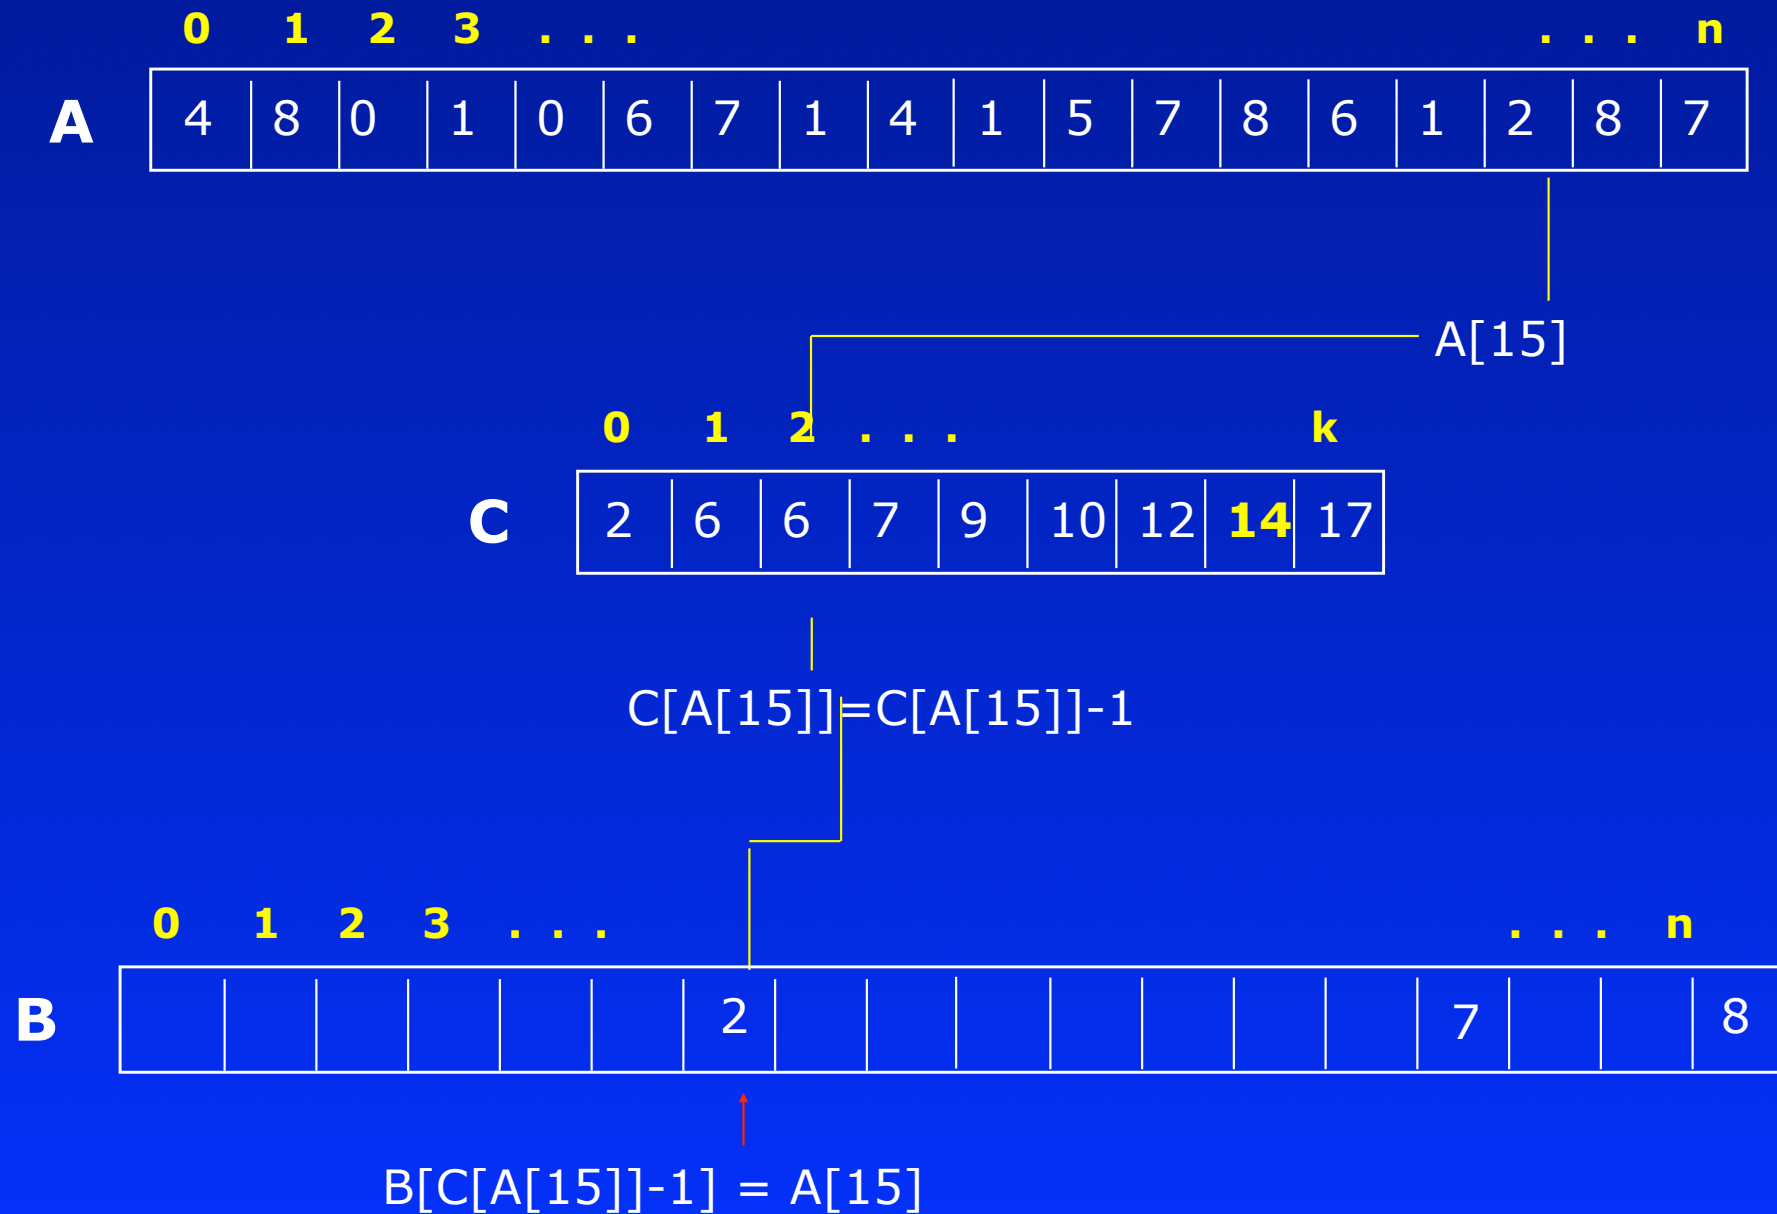 0 1 2 3 . . . . . . n
A 4 8 0 1 0 6 7 1 4 1 5 7 8 6 1 2 8 7
A[15]
0 1 2 . . . k
C 2 6 6 7 9 10 12 14 17
C[A[15]]=C[A[15]]-1
0 1 2 3 . . . . . . n
B 2 7 8
B[C[A[15]]-1] = A[15]